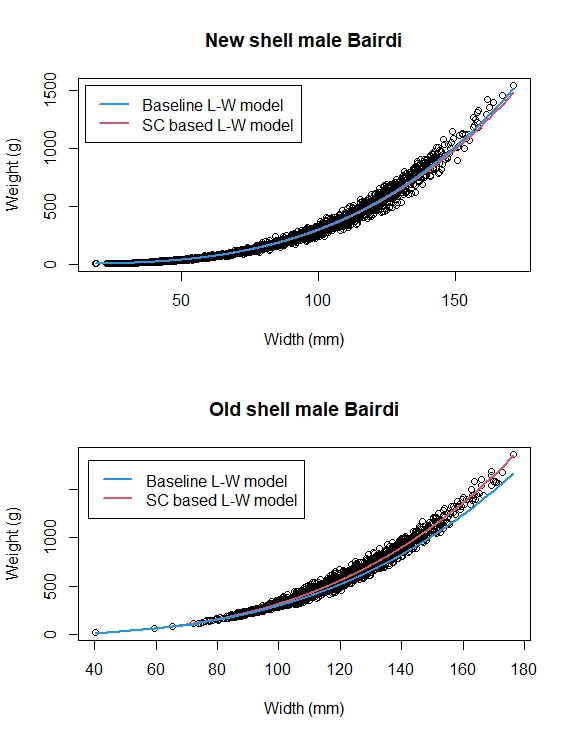 New shell male Bairdi
Baseline L-W model
SC based L-W model
Weight (g)
1500
1000
500
0
50 100 150
Width (mm)
Old shell male Bairdi
Baseline L-W model
SC based L-W model
Weight (g)
1000
500
0
40 60 80 100 120 140 160 180
Width (mm)